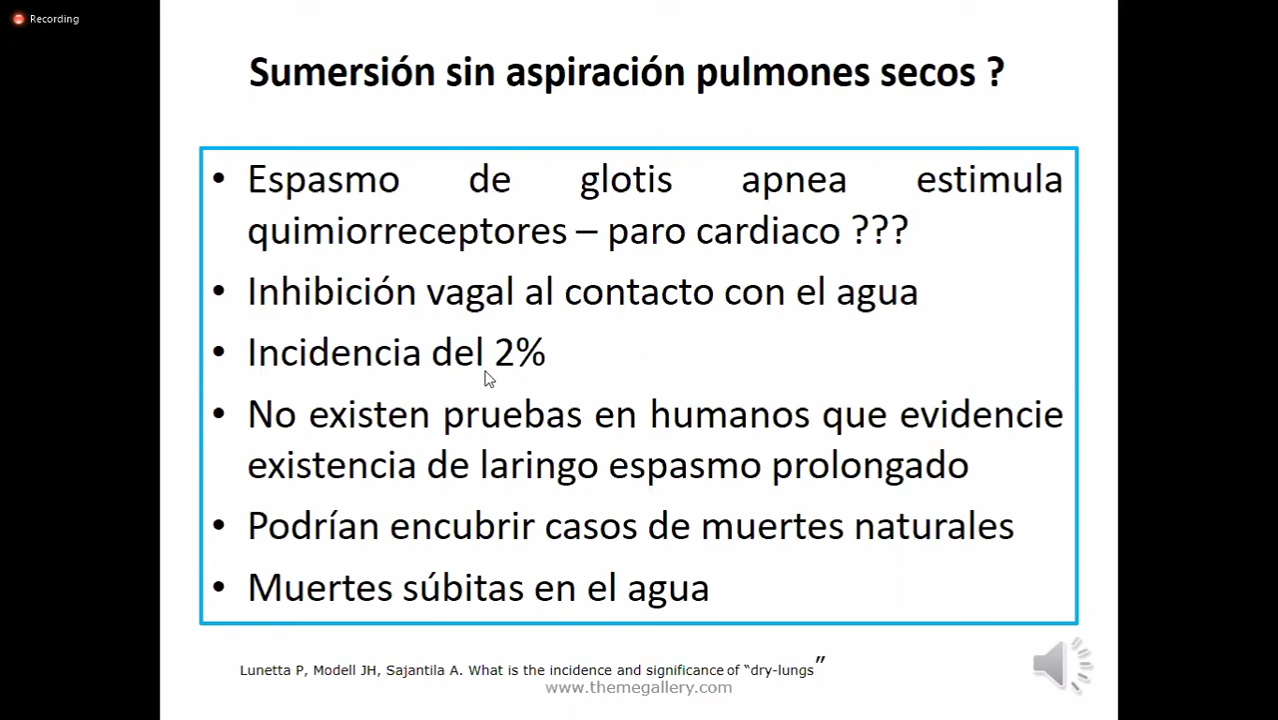 Recording
Sumersión sin aspiración pulmones secos ?
• Espasmo de glotis apnea estimula
quimiorreceptores – paro cardiaco ???
• Inhibición vagal al contacto con el agua
• Incidencia del 2%
• No existen pruebas en humanos que evidencie
existencia de laringo espasmo prolongado
• Podrían encubrir casos de muertes naturales
• Muertes súbitas en el agua
Lunetta P, Modell JH, Sajantila A. What is the incidence and significance of “dry-lungs”
www.themegallery.com